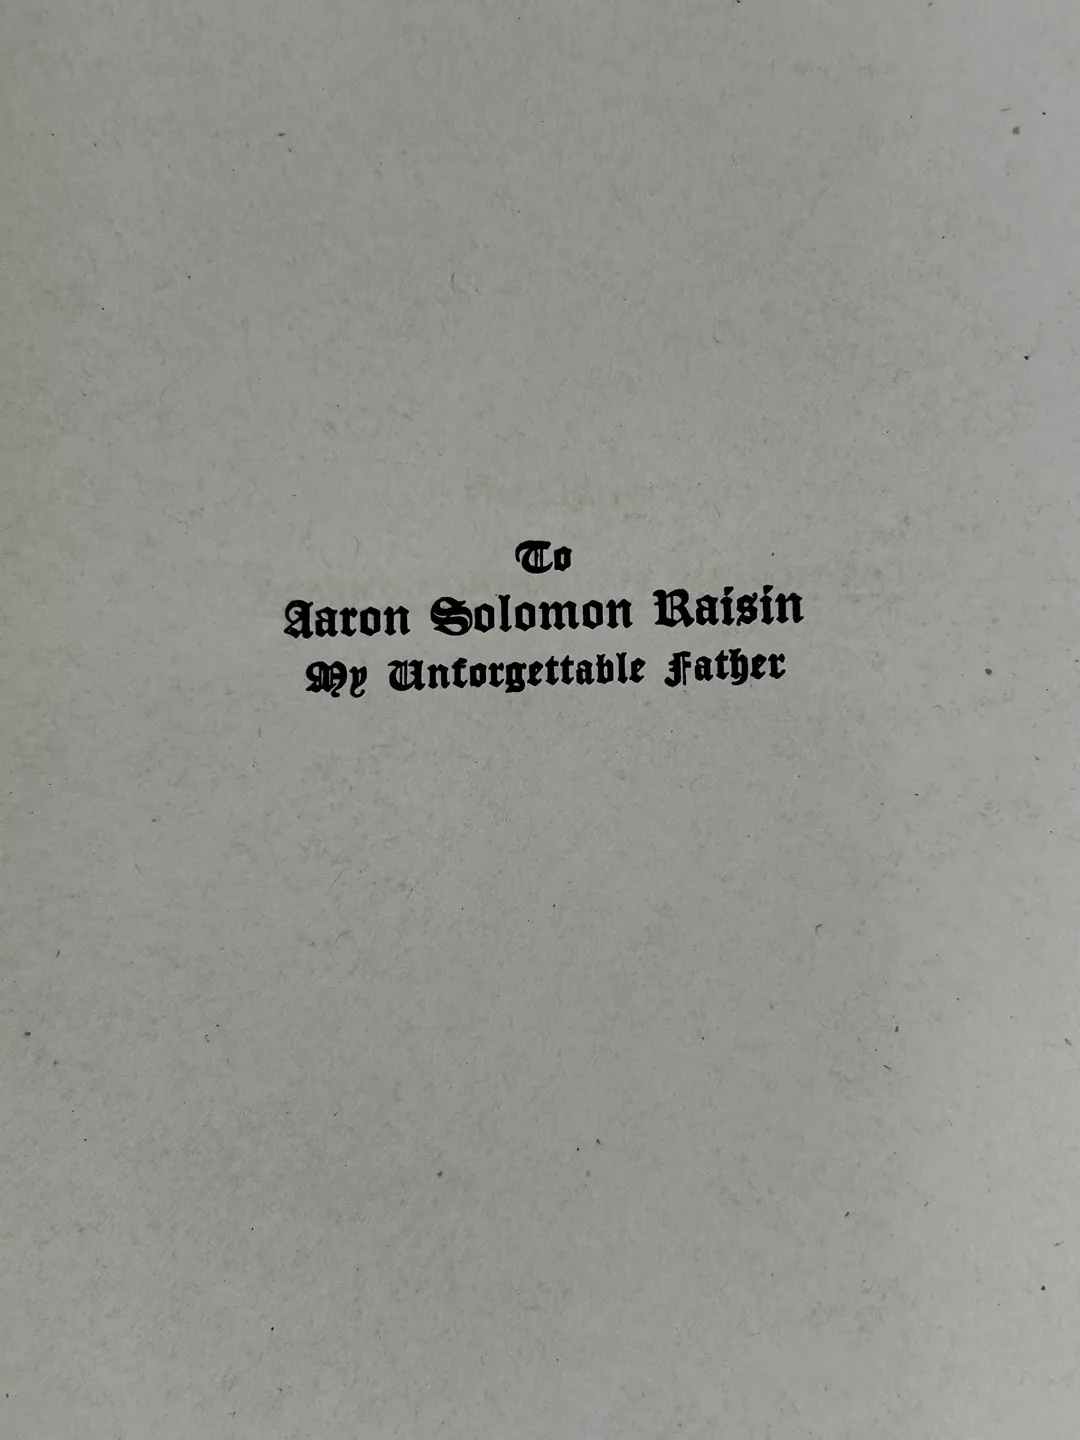 To
Aaron Solomon Raisin
My Unforgettable Father